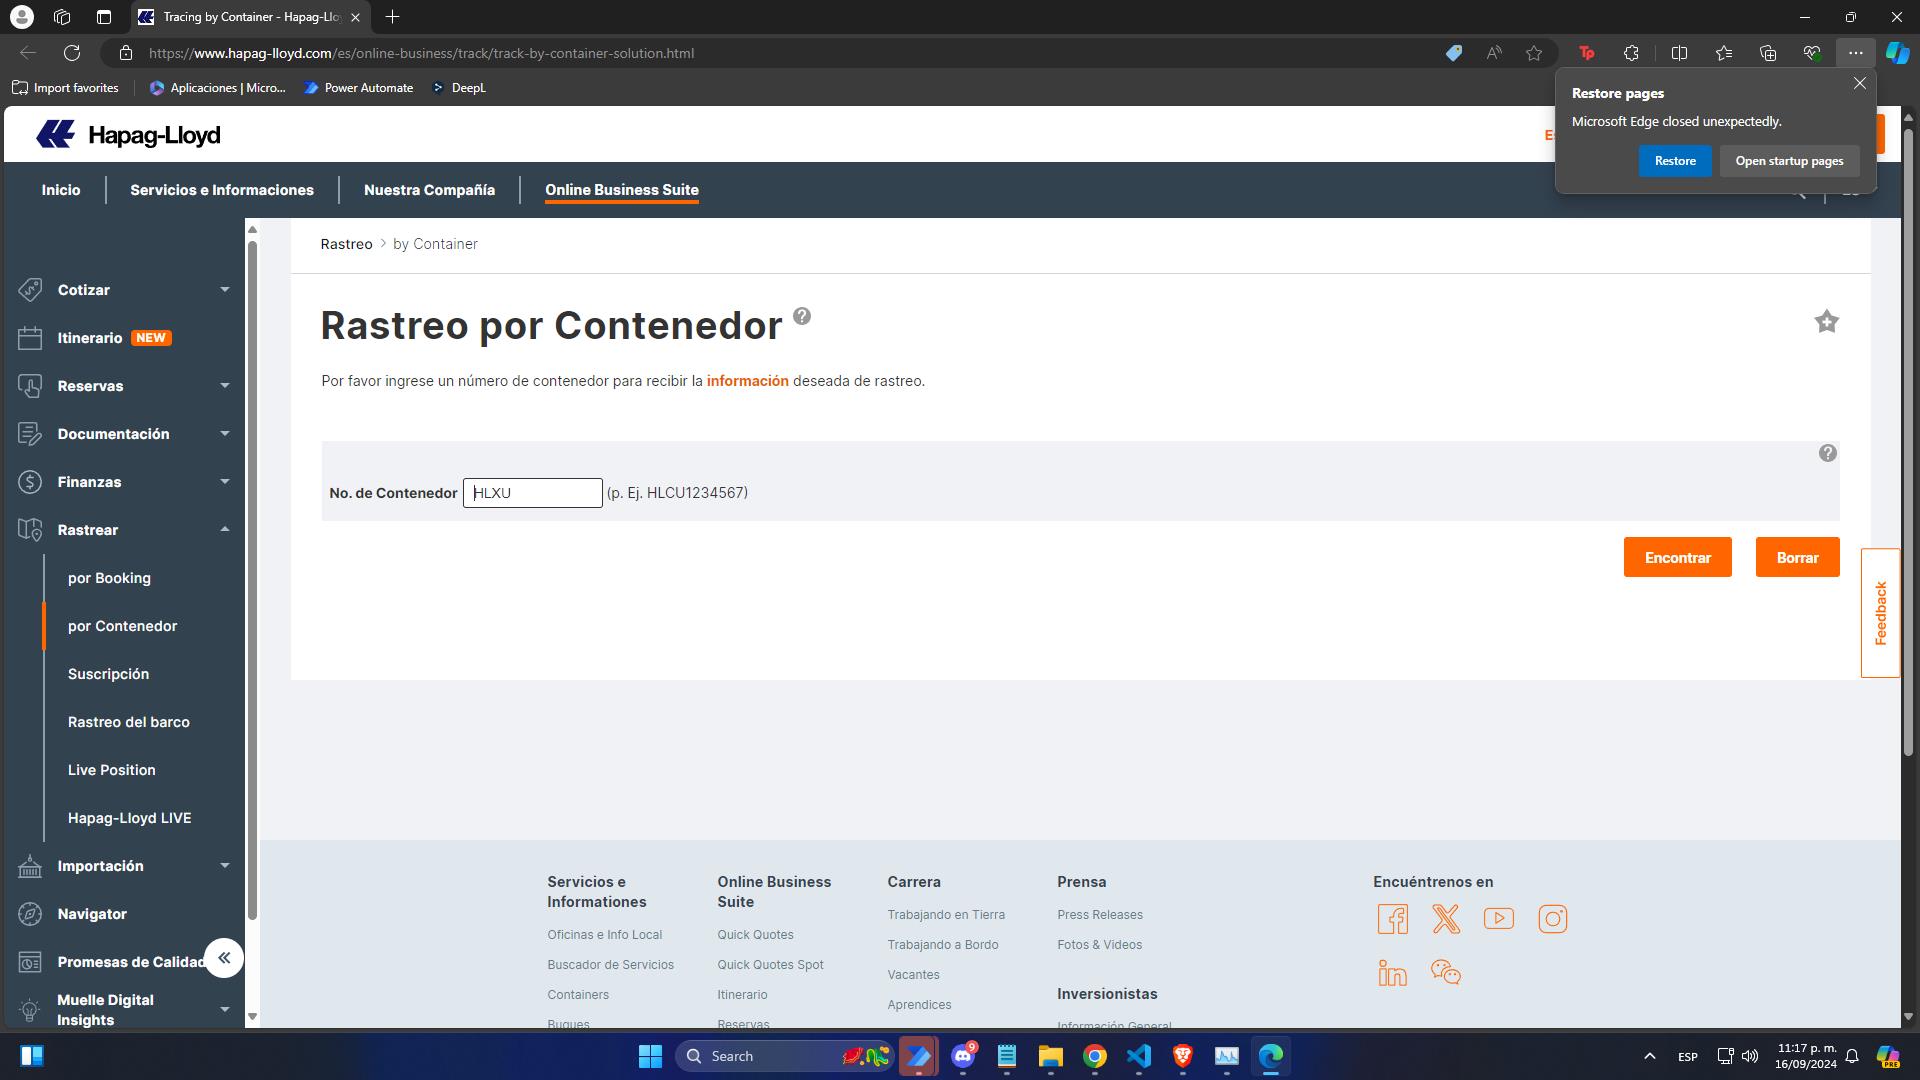 Tracing by Container - Hapag-Llo
https://www.hapag-lloyd.com/es/online-business/track/track-by-container-solution.html
Import favorites
Aplicaciones | Micro...
Power Automate
DeepL
Restore pages
Microsoft Edge closed unexpectedly.
Restore
Open startup pages
Hapag-Lloyd
Inicio
Servicios e Informaciones
Nuestra Compañía
Online Business Suite
Rastreo > by Container
Cotizar
Itinerario NEW
Reservas
Documentación
Finanzas
Rastrear
por Booking
por Contenedor
Suscripción
Rastreo del barco
Live Position
Hapag-Lloyd LIVE
Importación
Navigator
Promesas de Calidad
Muelle Digital
Insights
Rastreo por Contenedor
Por favor ingrese un número de contenedor para recibir la información deseada de rastreo.
No. de Contenedor HLXU (p. Ej. HLCU1234567)
Encontrar
Borrar
Feedback
Servicios e
Informationes
Oficinas e Info Local
Buscador de Servicios
Containers
Buques
Online Business
Suite
Quick Quotes
Quick Quotes Spot
Itinerario
Reservas
Carrera
Trabajando en Tierra
Trabajando a Bordo
Vacantes
Aprendices
Prensa
Press Releases
Fotos & Videos
Inversionistas
Información General
Encuéntrenos en
Search
9
ESP
11:17 p. m.
16/09/2024